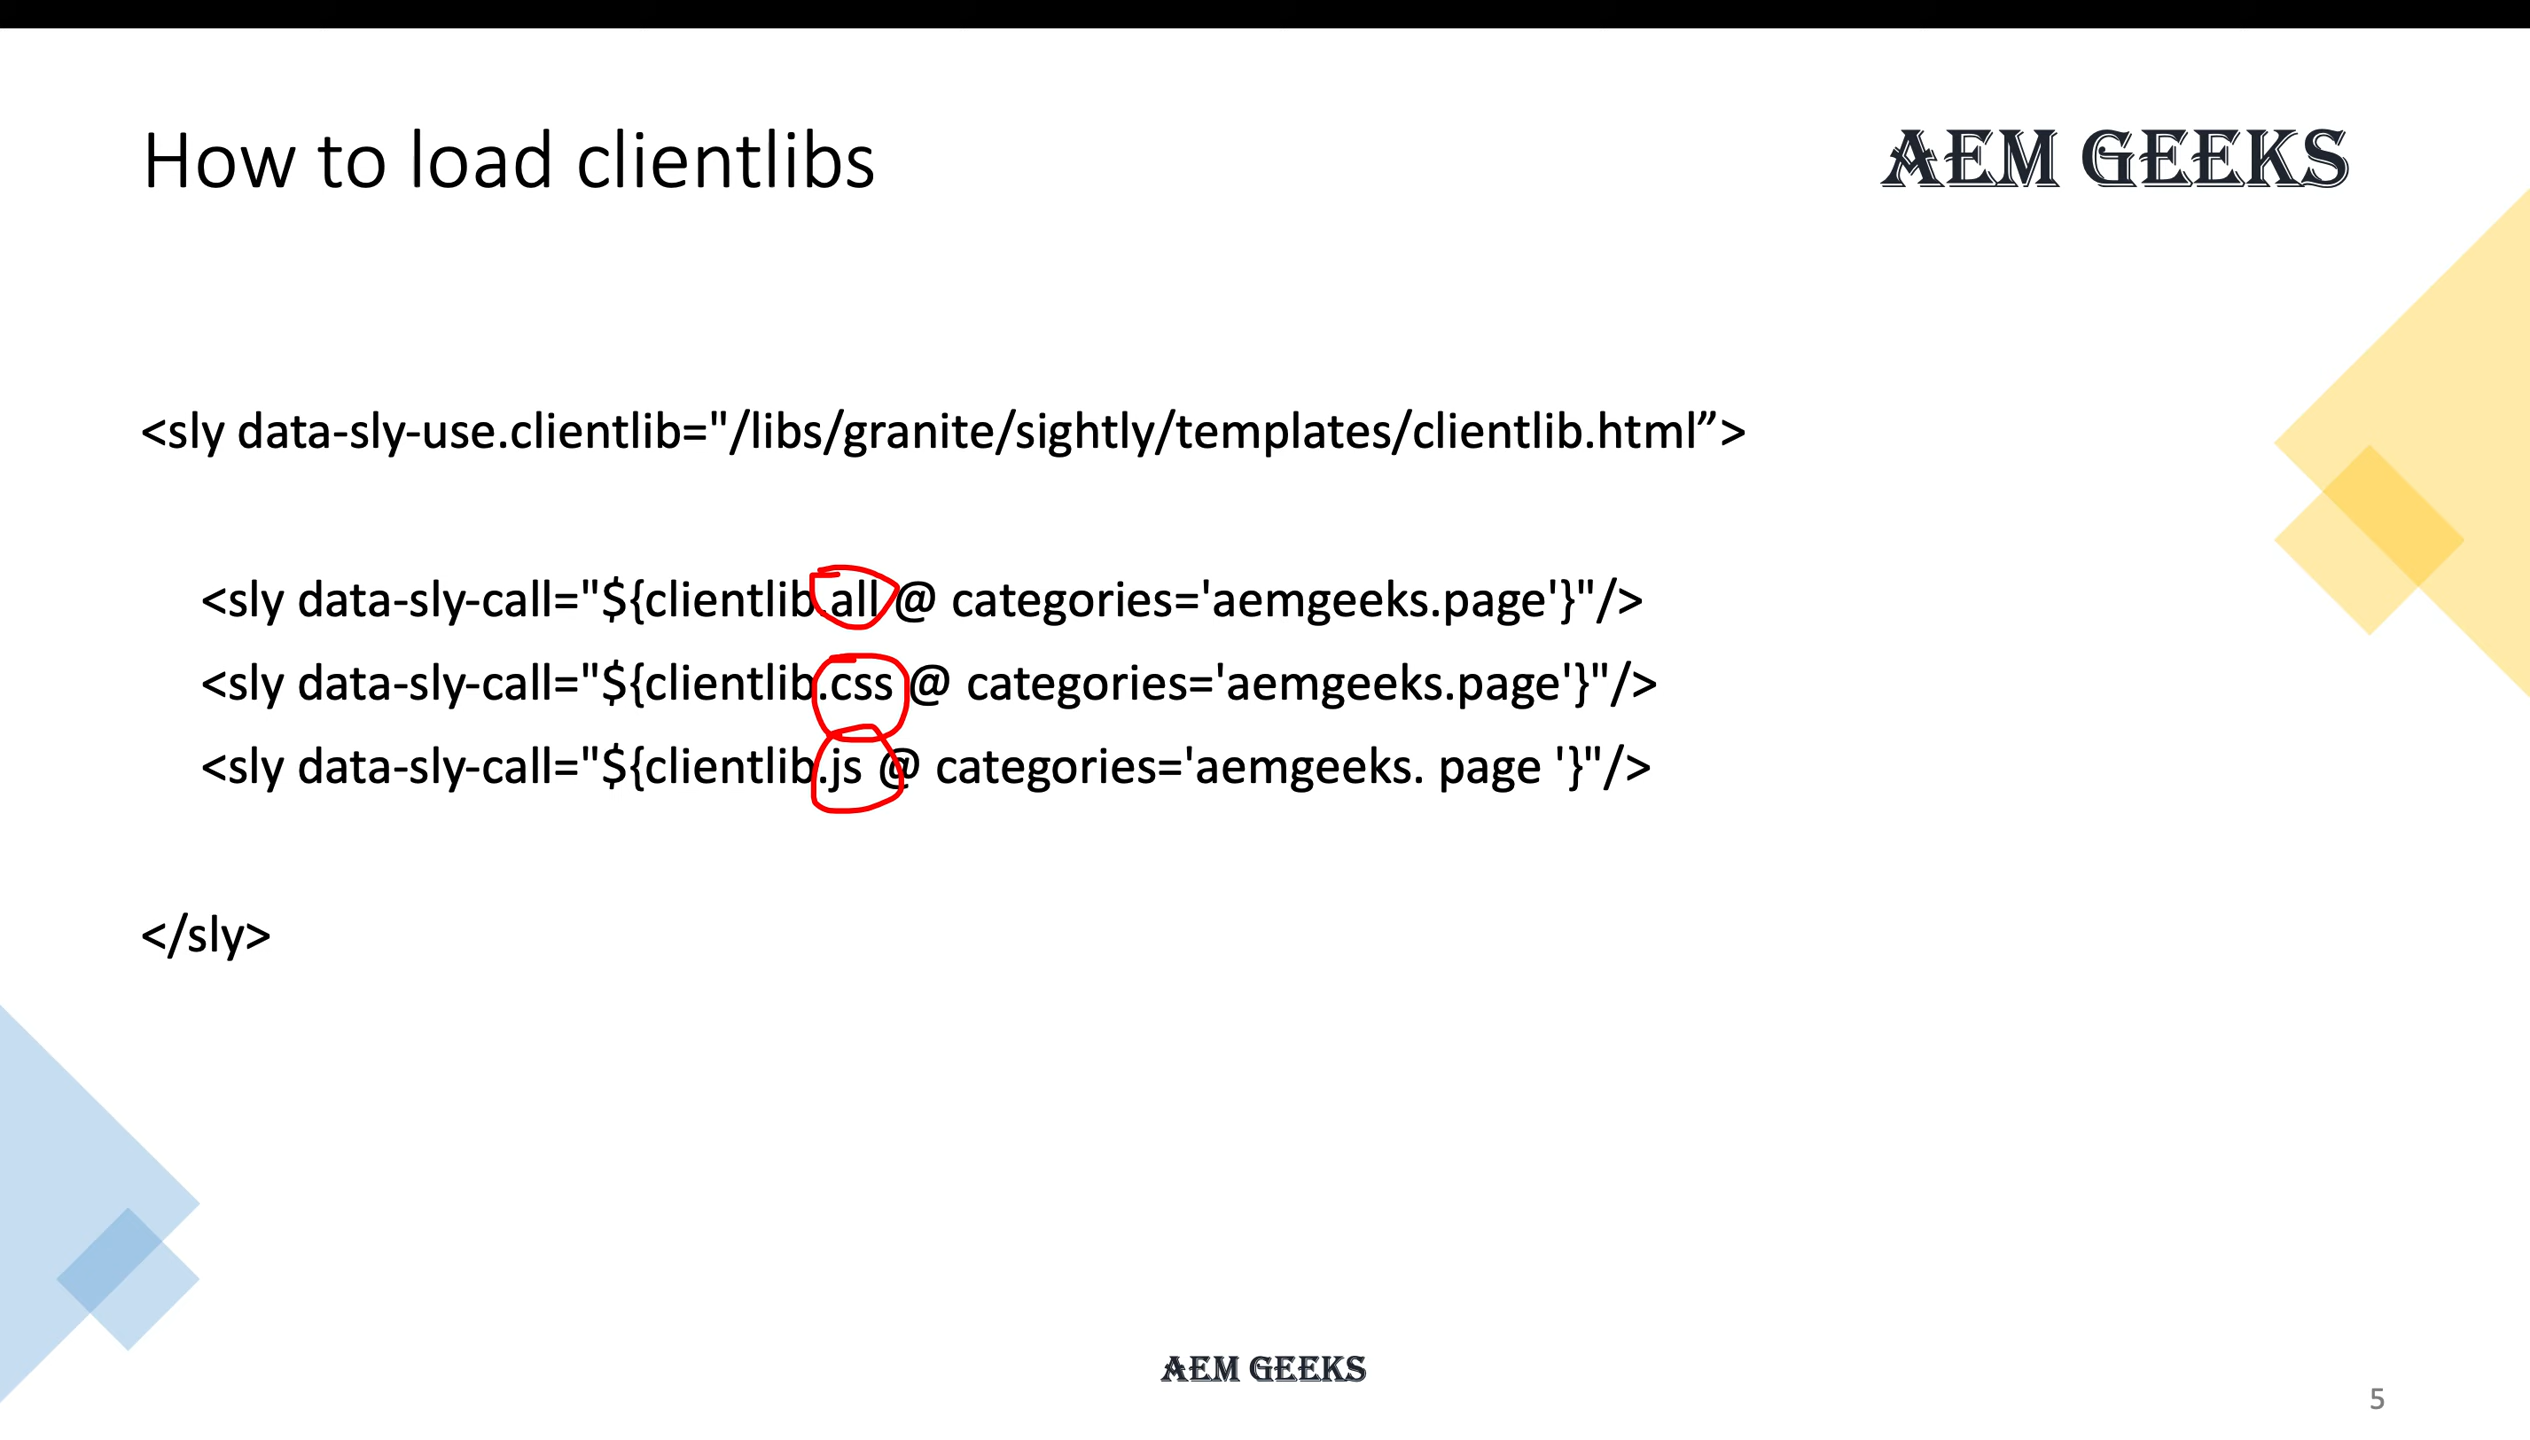 How to load clientlibs
AEM GEEKS
<sly data-sly-use.clientlib="/libs/granite/sightly/templates/clientlib.html”>
<sly data-sly-call="${clientlib.all @ categories='aemgeeks.page'}"/>
<sly data-sly-call="${clientlib.css @ categories='aemgeeks.page'}"/>
<sly data-sly-call="${clientlib.js @ categories='aemgeeks. page '}"/>
</sly>
AEM GEEKS
5